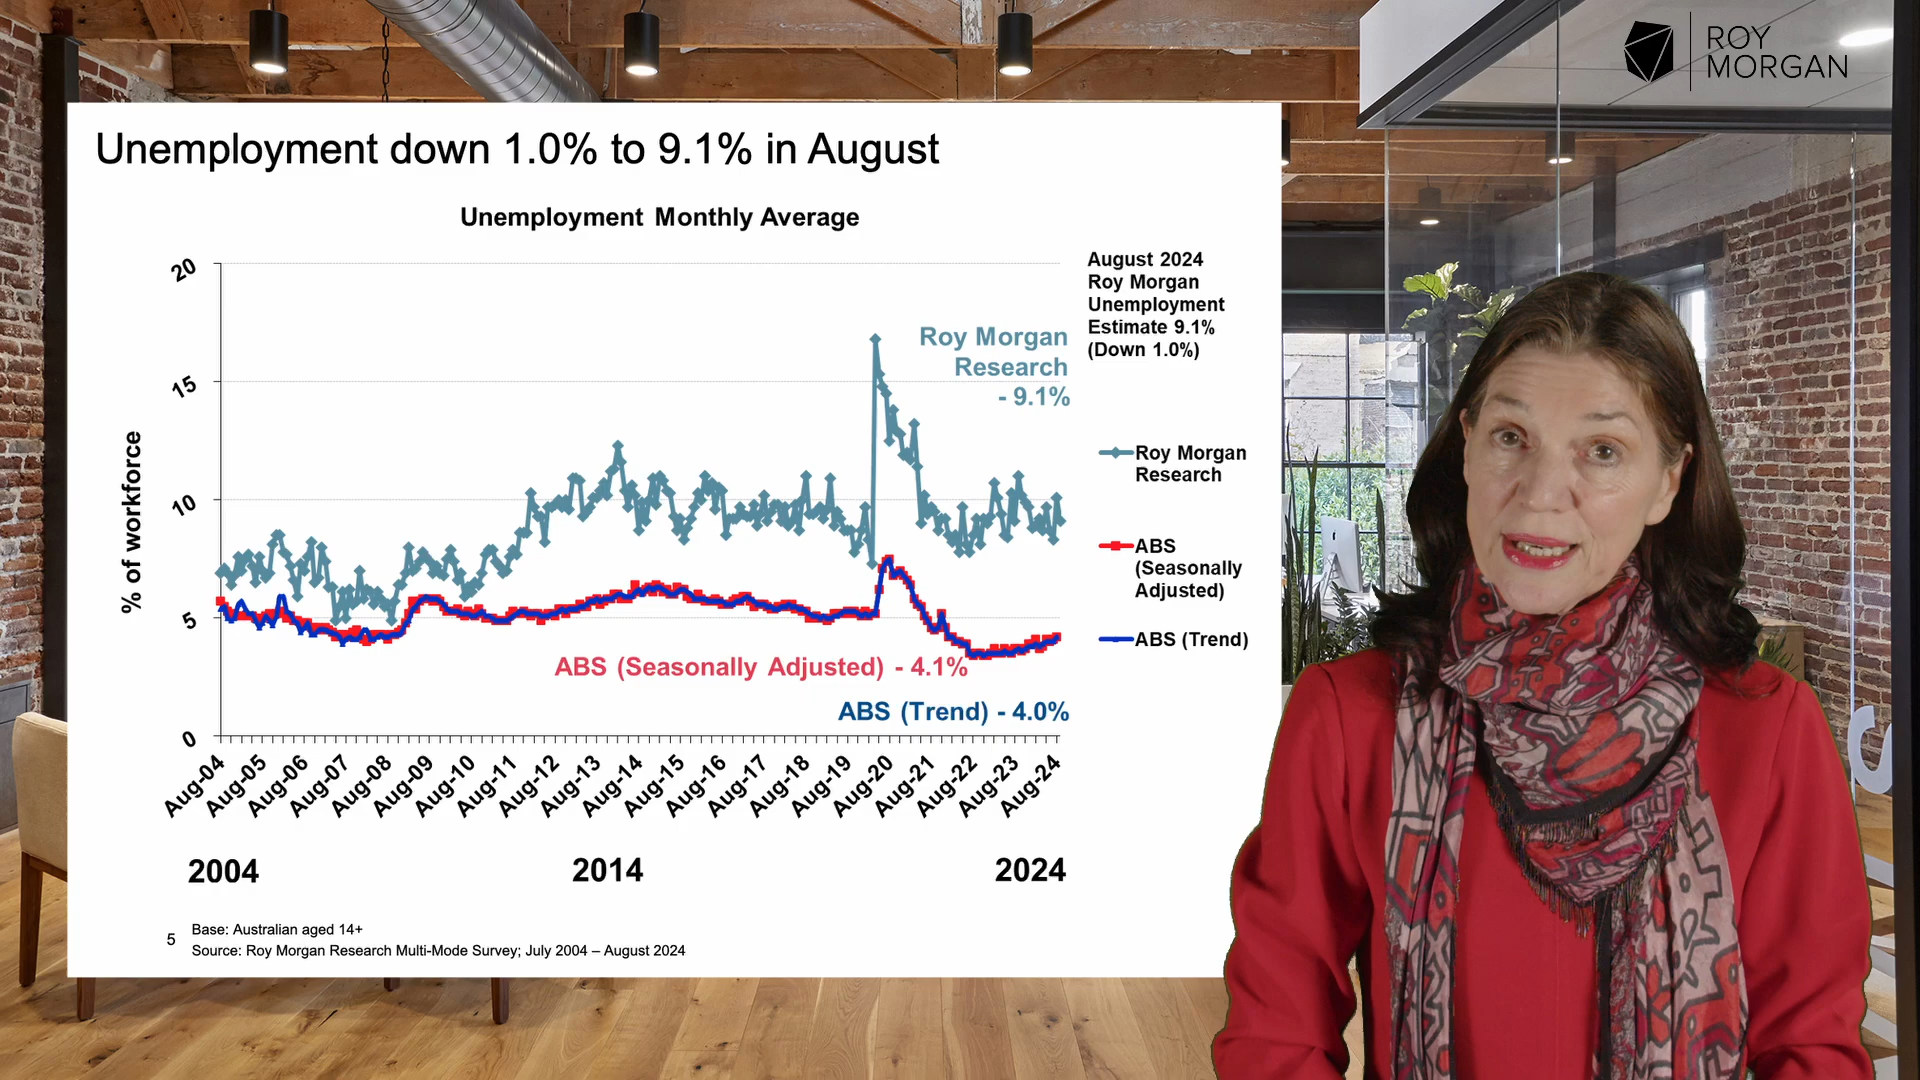 ROY
MORGAN
Unemployment down 1.0% to 9.1% in August
Unemployment Monthly Average
August 2024
Roy Morgan
Unemployment
Estimate 9.1%
(Down 1.0%)
Roy Morgan
Research
- 9.1%
Roy Morgan
Research
ABS
(Seasonally
Adjusted)
ABS (Trend)
ABS (Seasonally Adjusted) - 4.1%
ABS (Trend) - 4.0%
% of workforce
20
15
10
5
0
Aug-04
Aug-05
Aug-06
Aug-07
Aug-08
Aug-09
Aug-10
Aug-11
Aug-12
Aug-13
Aug-14
Aug-15
Aug-16
Aug-17
Aug-18
Aug-19
Aug-20
Aug-21
Aug-22
Aug-23
Aug-24
2004
2014
2024
5
Base: Australian aged 14+
Source: Roy Morgan Research Multi-Mode Survey; July 2004 – August 2024